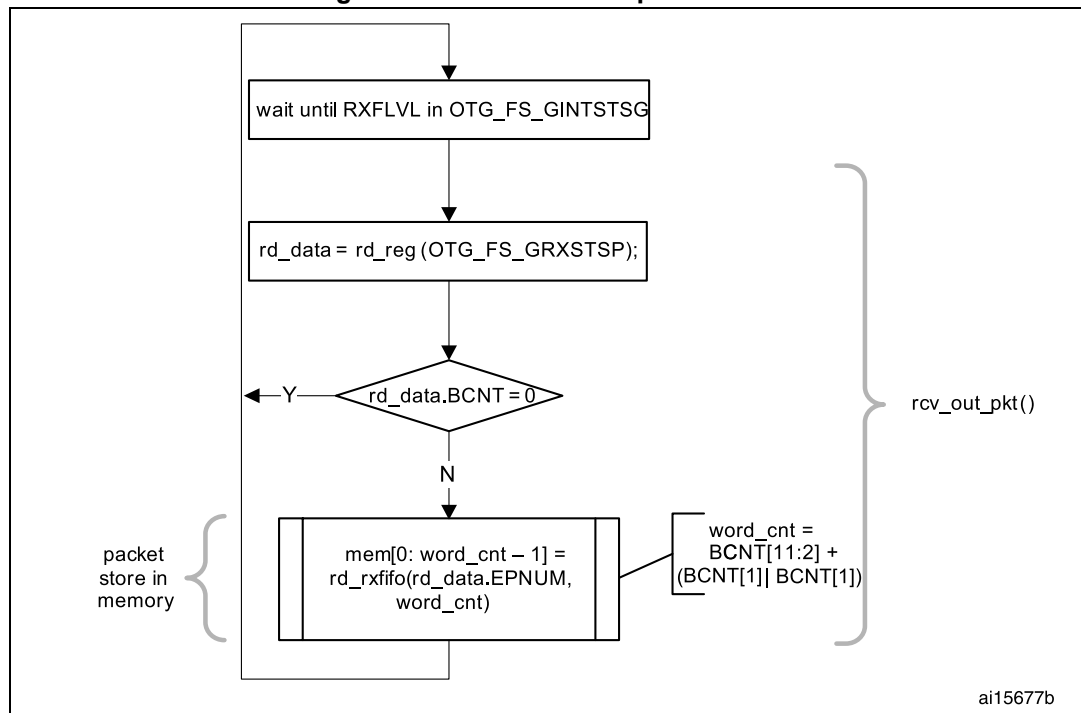 wait until RXFLVL in OTG_FS_GINTSTSG
rd_data = rd_reg (OTG_FS_GRXSTSP);
rd_data.BCNT = 0
Y
N
rcv_out_pkt()
packet
store in
memory
mem[0: word_cnt – 1] =
rd_rxfifo(rd_data.EPNUM,
word_cnt)
word_cnt =
BCNT[11:2] +
(BCNT[1]| BCNT[1])
ai15677b